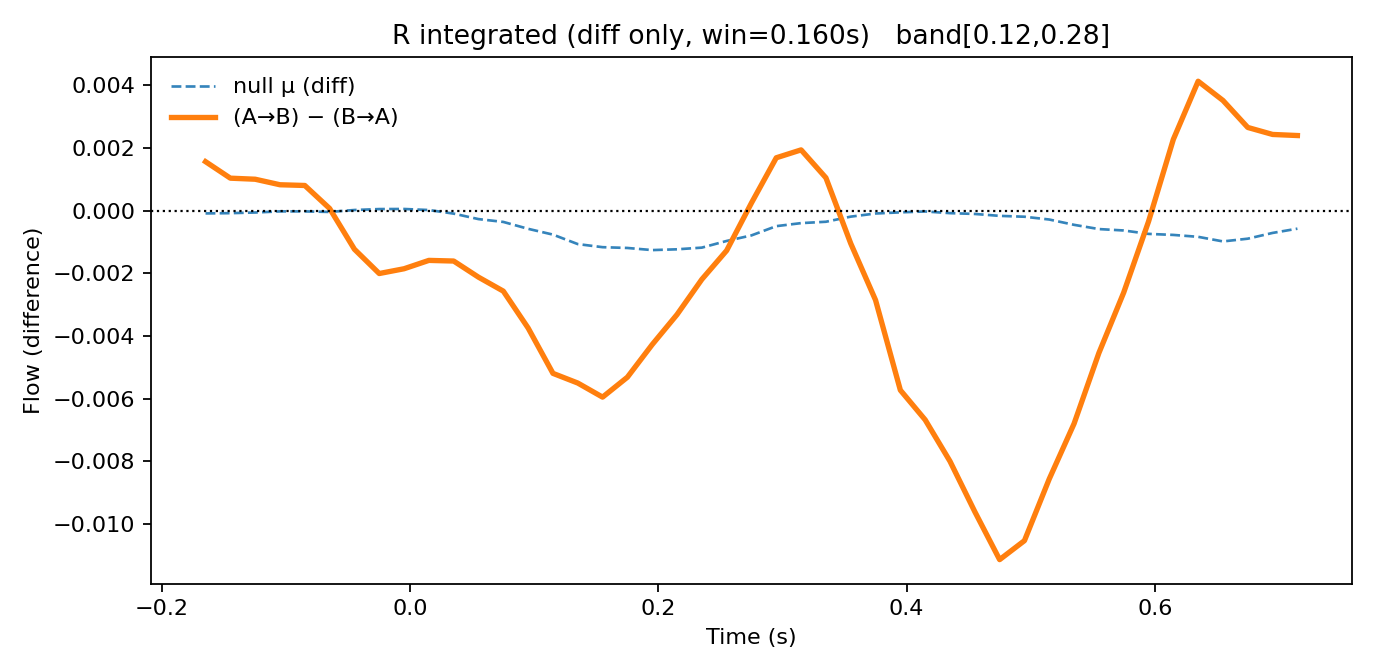 R integrated (diff only, win=0.160s)   band[0.12,0.28]
null μ (diff)
(A→B) − (B→A)
Flow (difference)
0.004
0.002
0.000
−0.002
−0.004
−0.006
−0.008
−0.010
−0.2
0.0
0.2
0.4
0.6
Time (s)